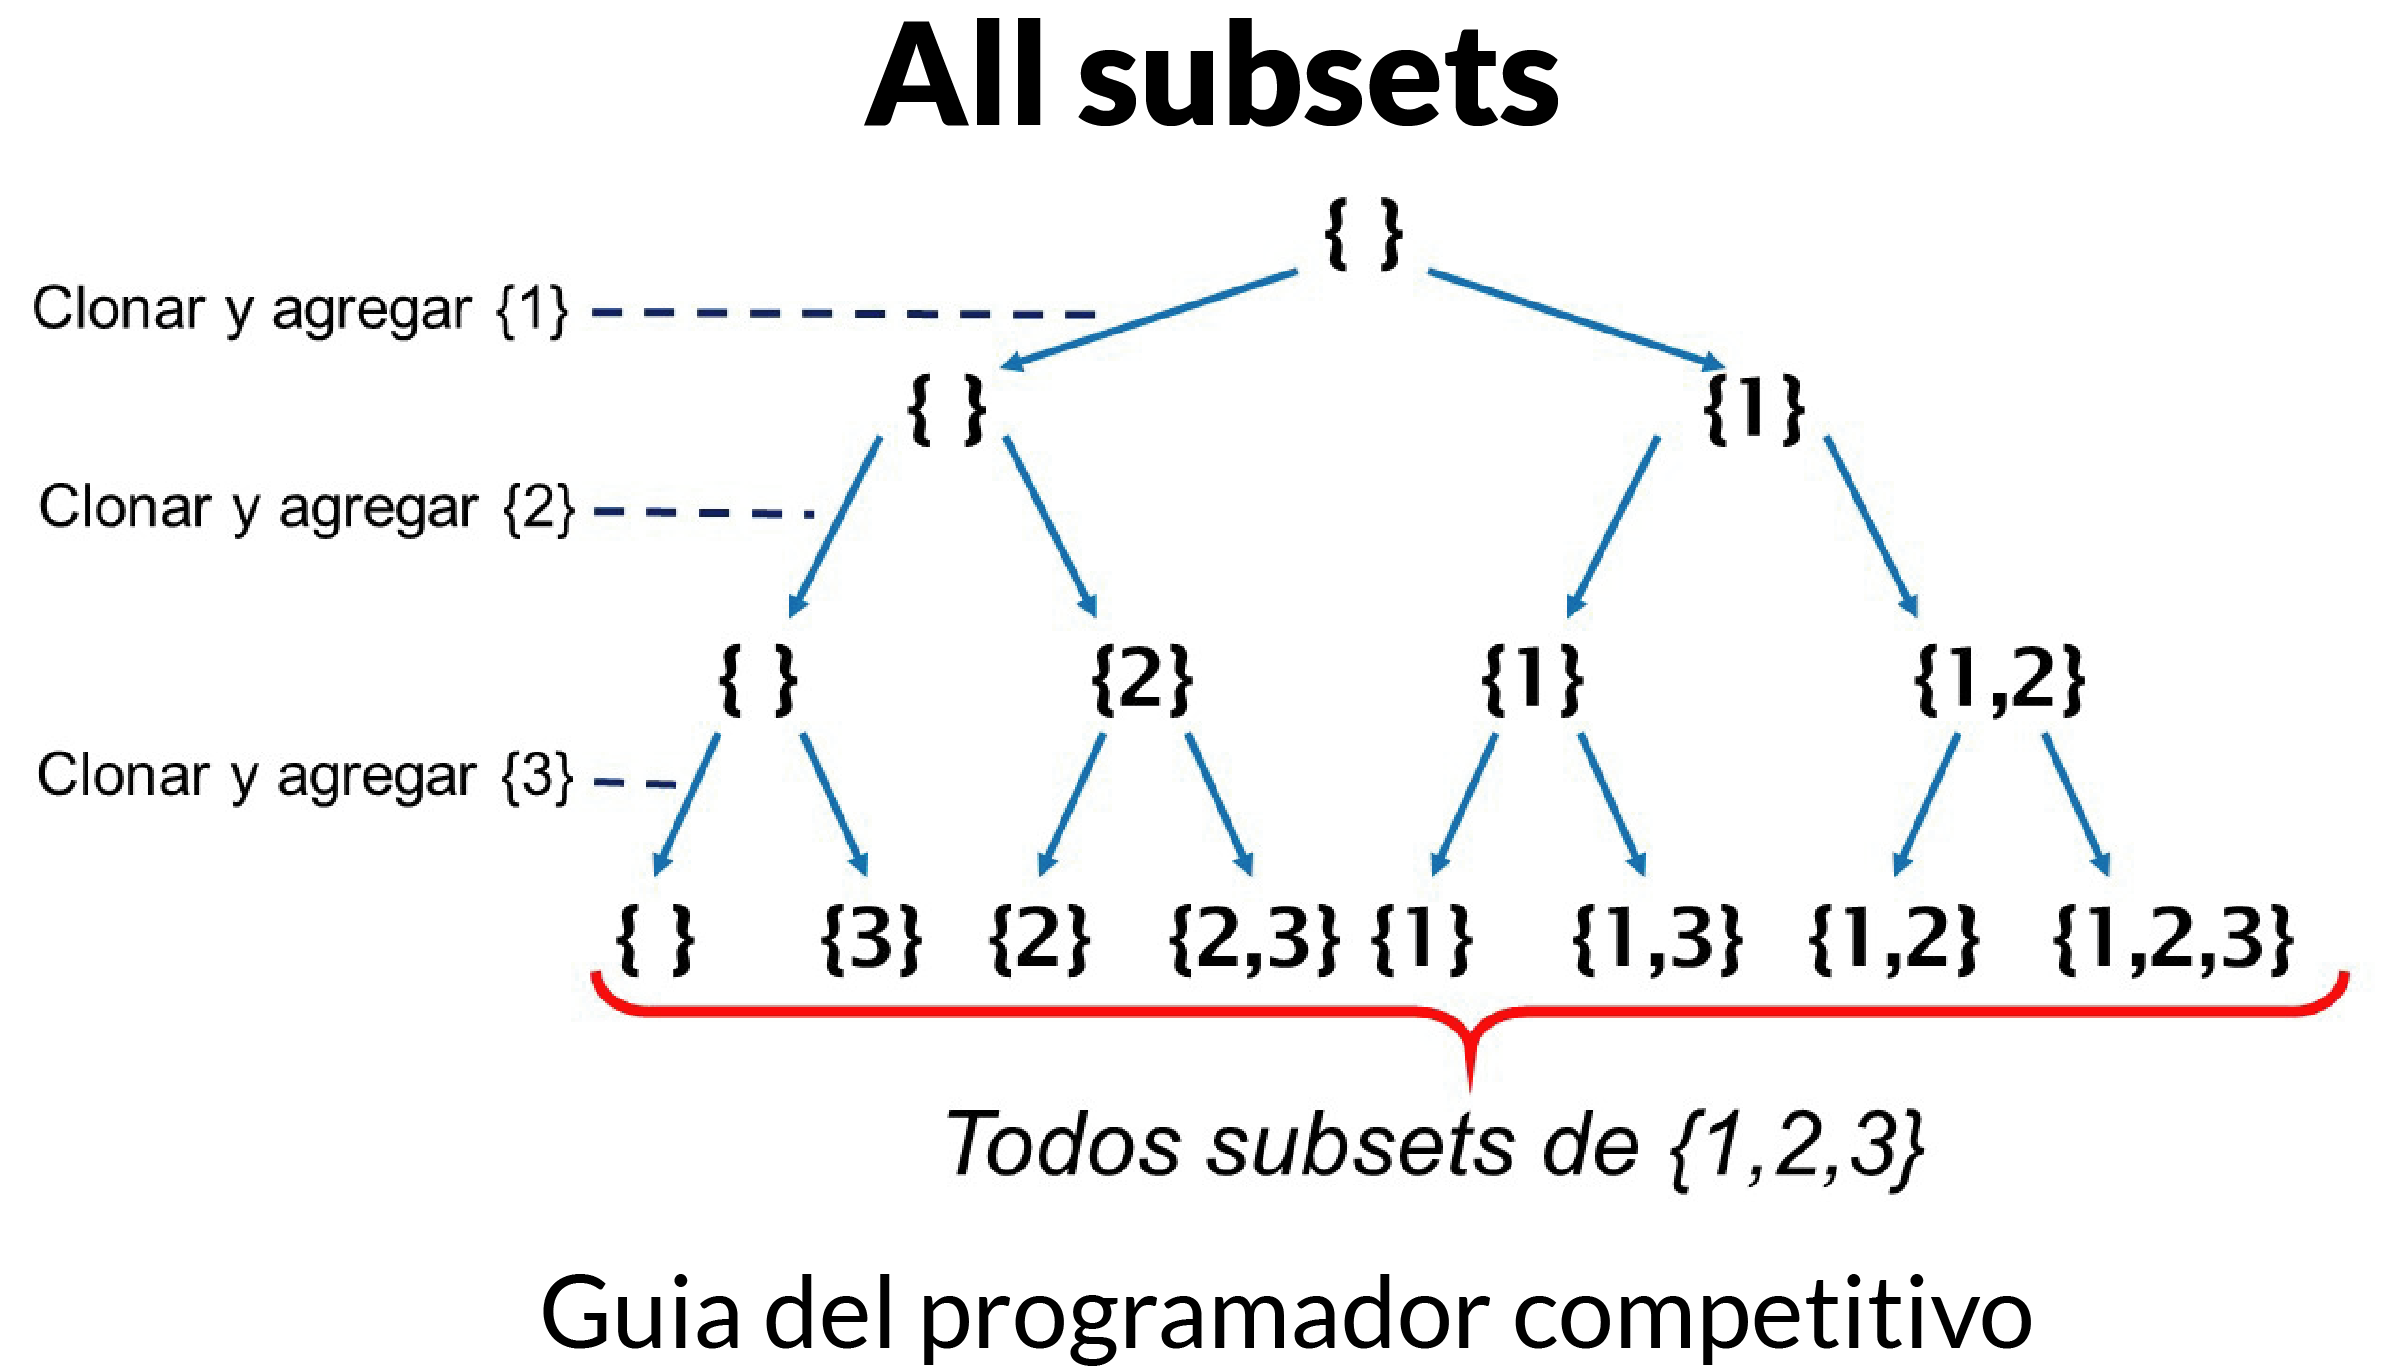 All subsets
{ }
Clonar y agregar {1}
{ } {1}
Clonar y agregar {2}
{ } {2} {1} {1,2}
Clonar y agregar {3}
{ } {3} {2} {2,3} {1} {1,3} {1,2} {1,2,3}
Todos subsets de {1,2,3}
Guia del programador competitivo